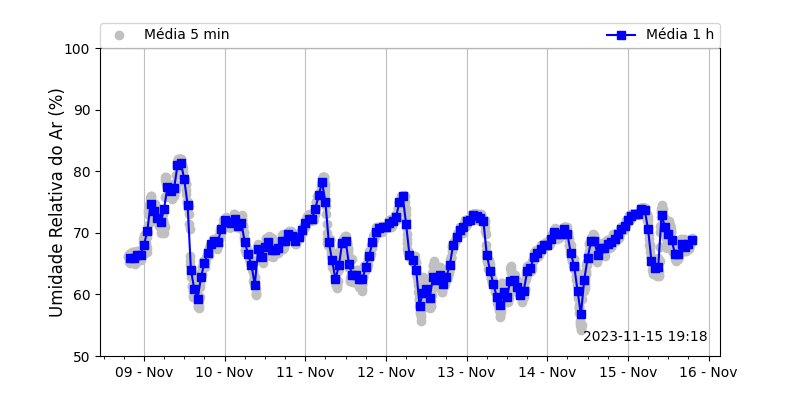 Média 5 min
Média 1 h
Umidade Relativa do Ar (%)
100
90
80
70
60
50
2023-11-15 19:18
09 - Nov
10 - Nov
11 - Nov
12 - Nov
13 - Nov
14 - Nov
15 - Nov
16 - Nov